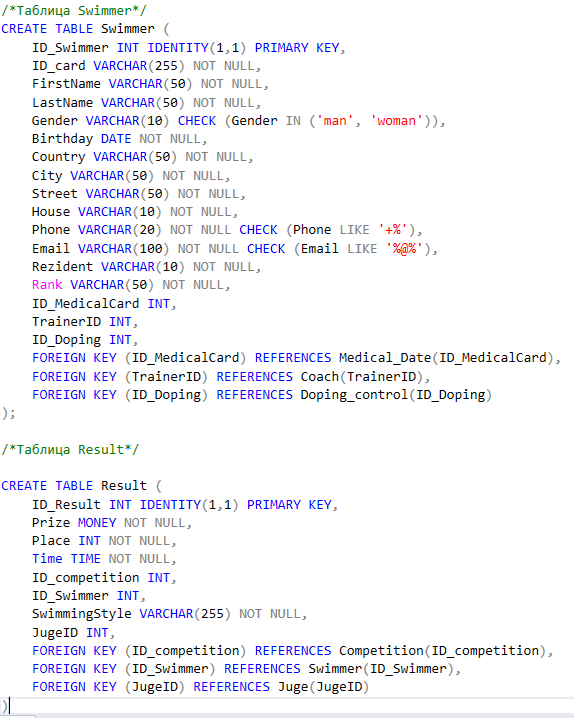 /*Таблица Swimmer*/
CREATE TABLE Swimmer (
    ID_Swimmer INT IDENTITY(1,1) PRIMARY KEY,
    ID_card VARCHAR(255) NOT NULL,
    FirstName VARCHAR(50) NOT NULL,
    LastName VARCHAR(50) NOT NULL,
    Gender VARCHAR(10) CHECK (Gender IN ('man', 'woman')),
    Birthday DATE NOT NULL,
    Country VARCHAR(50) NOT NULL,
    City VARCHAR(50) NOT NULL,
    Street VARCHAR(50) NOT NULL,
    House VARCHAR(10) NOT NULL,
    Phone VARCHAR(20) NOT NULL CHECK (Phone LIKE '+%'),
    Email VARCHAR(100) NOT NULL CHECK (Email LIKE '%@%'),
    Rezident VARCHAR(10) NOT NULL,
    Rank VARCHAR(50) NOT NULL,
    ID_MedicalCard INT,
    TrainerID INT,
    ID_Doping INT,
    FOREIGN KEY (ID_MedicalCard) REFERENCES Medical_Date(ID_MedicalCard),
    FOREIGN KEY (TrainerID) REFERENCES Coach(TrainerID),
    FOREIGN KEY (ID_Doping) REFERENCES Doping_control(ID_Doping)
);
/*Таблица Result*/
CREATE TABLE Result (
    ID_Result INT IDENTITY(1,1) PRIMARY KEY,
    Prize MONEY NOT NULL,
    Place INT NOT NULL,
    Time TIME NOT NULL,
    ID_competition INT,
    ID_Swimmer INT,
    SwimmingStyle VARCHAR(255) NOT NULL,
    JugeID INT,
    FOREIGN KEY (ID_competition) REFERENCES Competition(ID_competition),
    FOREIGN KEY (ID_Swimmer) REFERENCES Swimmer(ID_Swimmer),
    FOREIGN KEY (JugeID) REFERENCES Juge(JugeID)
)